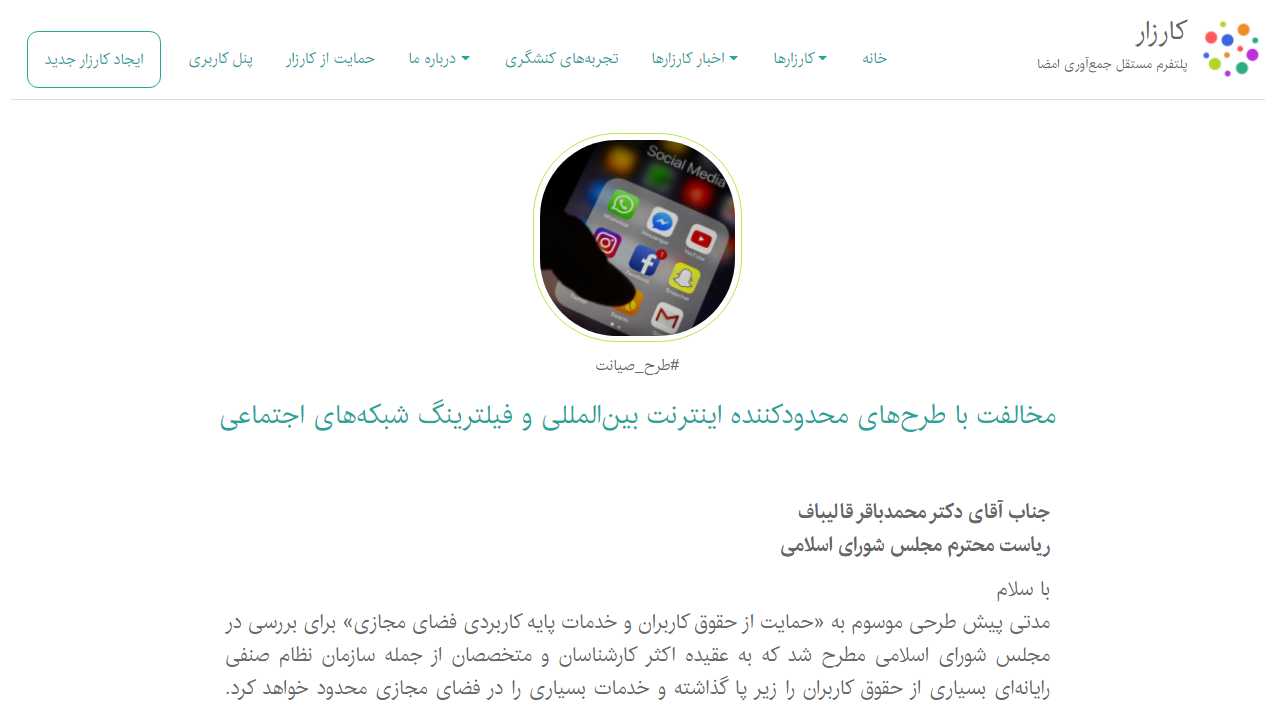 کارزار
پلتفرم مستقل جمع‌آوری امضا
خانه
کارزارها
اخبار کارزارها
تجربه‌های کنشگری
درباره ما
حمایت از کارزار
پنل کاربری
ایجاد کارزار جدید
Social Media
WhatsApp
Messenger
YouTube
#طرح_صیانت
مخالفت با طرح‌های محدودکننده اینترنت بین‌المللی و فیلترینگ شبکه‌های اجتماعی
جناب آقای دکتر محمدباقر قالیباف
ریاست محترم مجلس شورای اسلامی
با سلام
مدتی پیش طرحی موسوم به «حمایت از حقوق کاربران و خدمات پایه کاربردی فضای مجازی» برای بررسی در
مجلس شورای اسلامی مطرح شد که به عقیده اکثر کارشناسان و متخصصان از جمله سازمان نظام صنفی
رایانه‌ای بسیاری از حقوق کاربران را زیر پا گذاشته و خدمات بسیاری را در فضای مجازی محدود خواهد کرد.